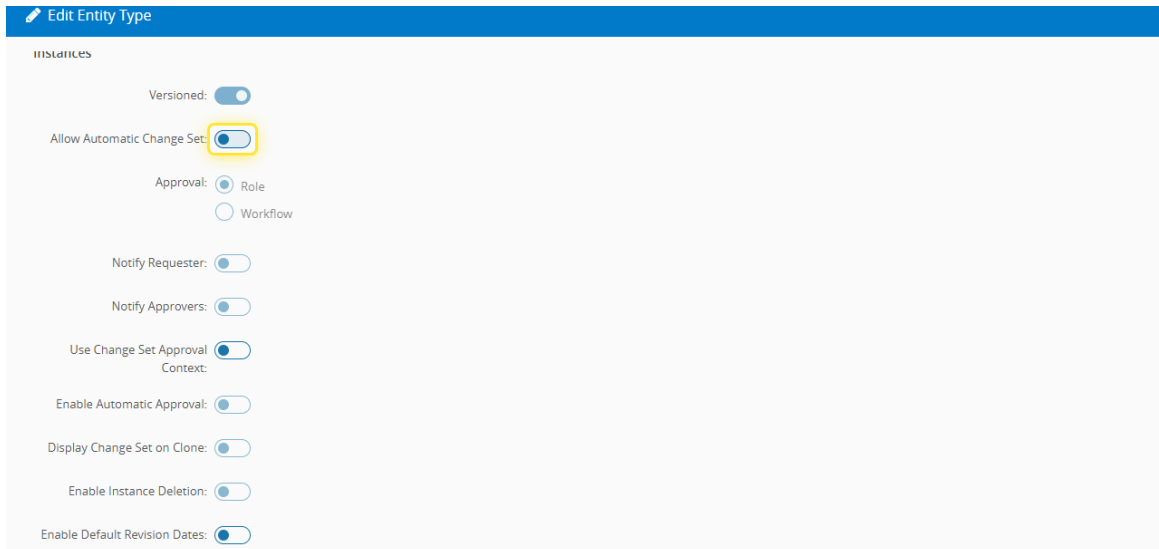 Edit Entity Type
Instances
Versioned:
Allow Automatic Change Set:
Approval:
Role
Workflow
Notify Requester:
Notify Approvers:
Use Change Set Approval
Context:
Enable Automatic Approval:
Display Change Set on Clone:
Enable Instance Deletion:
Enable Default Revision Dates: